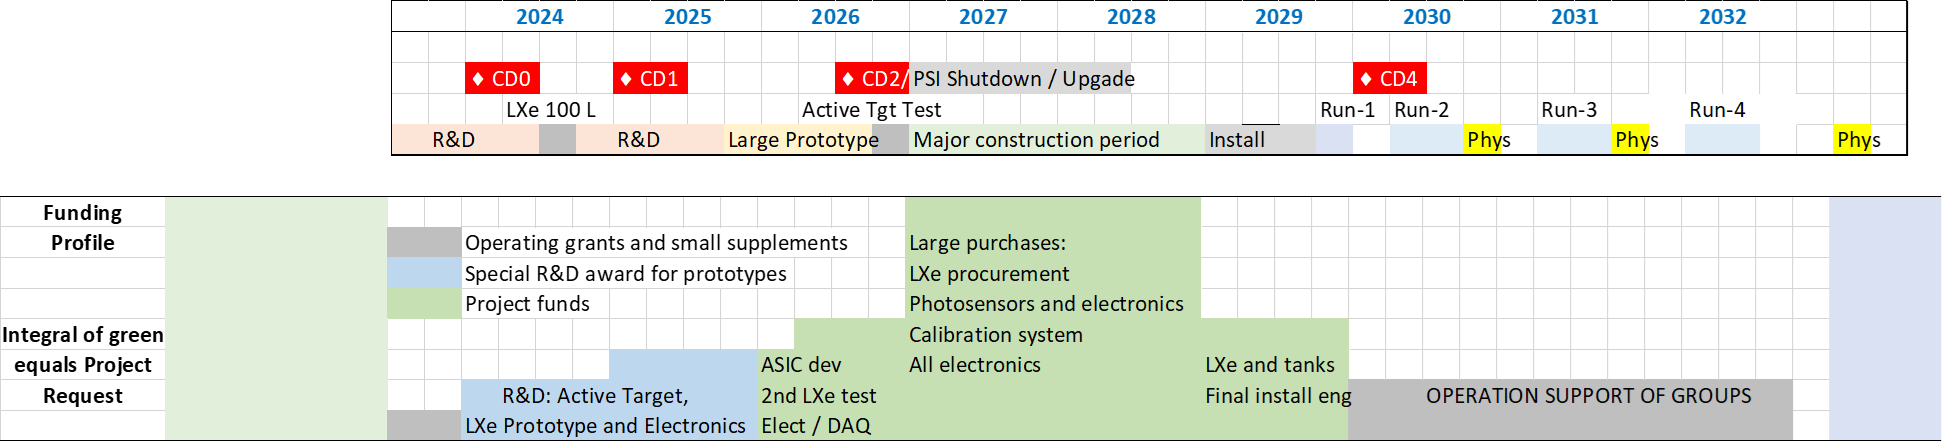 2024 2025 2026 2027 2028 2029 2030 2031 2032
♦ CD0 ♦ CD1 ♦ CD2/ PSI Shutdown / Upgade ♦ CD4
LXe 100 L Active Tgt Test Run-1 Run-2 Run-3 Run-4
R&D R&D Large Prototype Major construction period Install Phys Phys Phys
Funding
Profile Operating grants and small supplements Large purchases:
Special R&D award for prototypes LXe procurement
Project funds Photosensors and electronics
Integral of green Calibration system
equals Project ASIC dev All electronics LXe and tanks
Request R&D: Active Target, 2nd LXe test Final install eng OPERATION SUPPORT OF GROUPS
LXe Prototype and Electronics Elect / DAQ